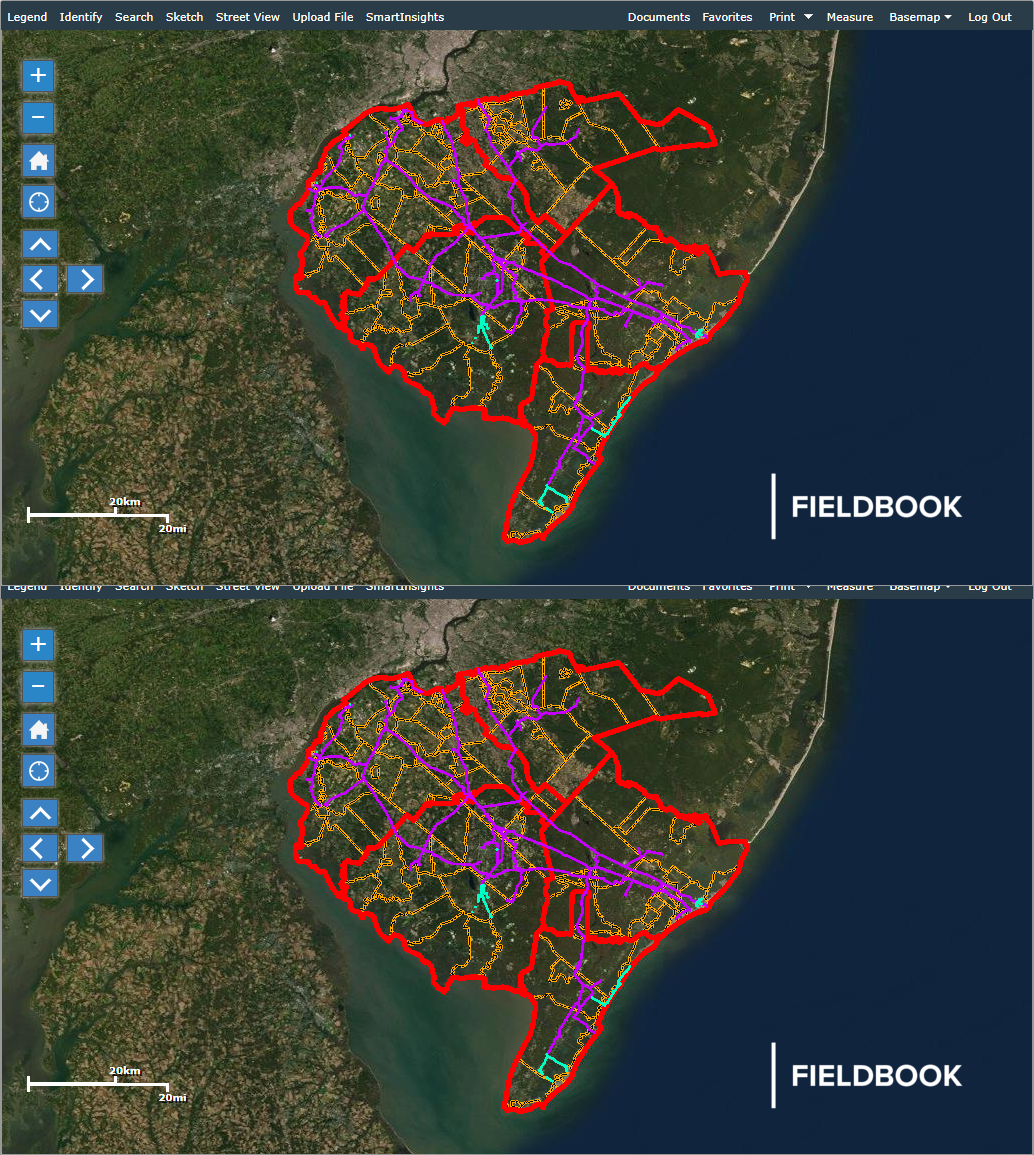 Legend Identify Search Sketch Street View Upload File SmartInsights Documents Favorites Print Measure Basemap Log Out
20km
20mi
FIELDBOOK
Legend Identify Search Sketch Street View Upload File SmartInsights Documents Favorites Print Measure Basemap Log Out
20km
20mi
FIELDBOOK